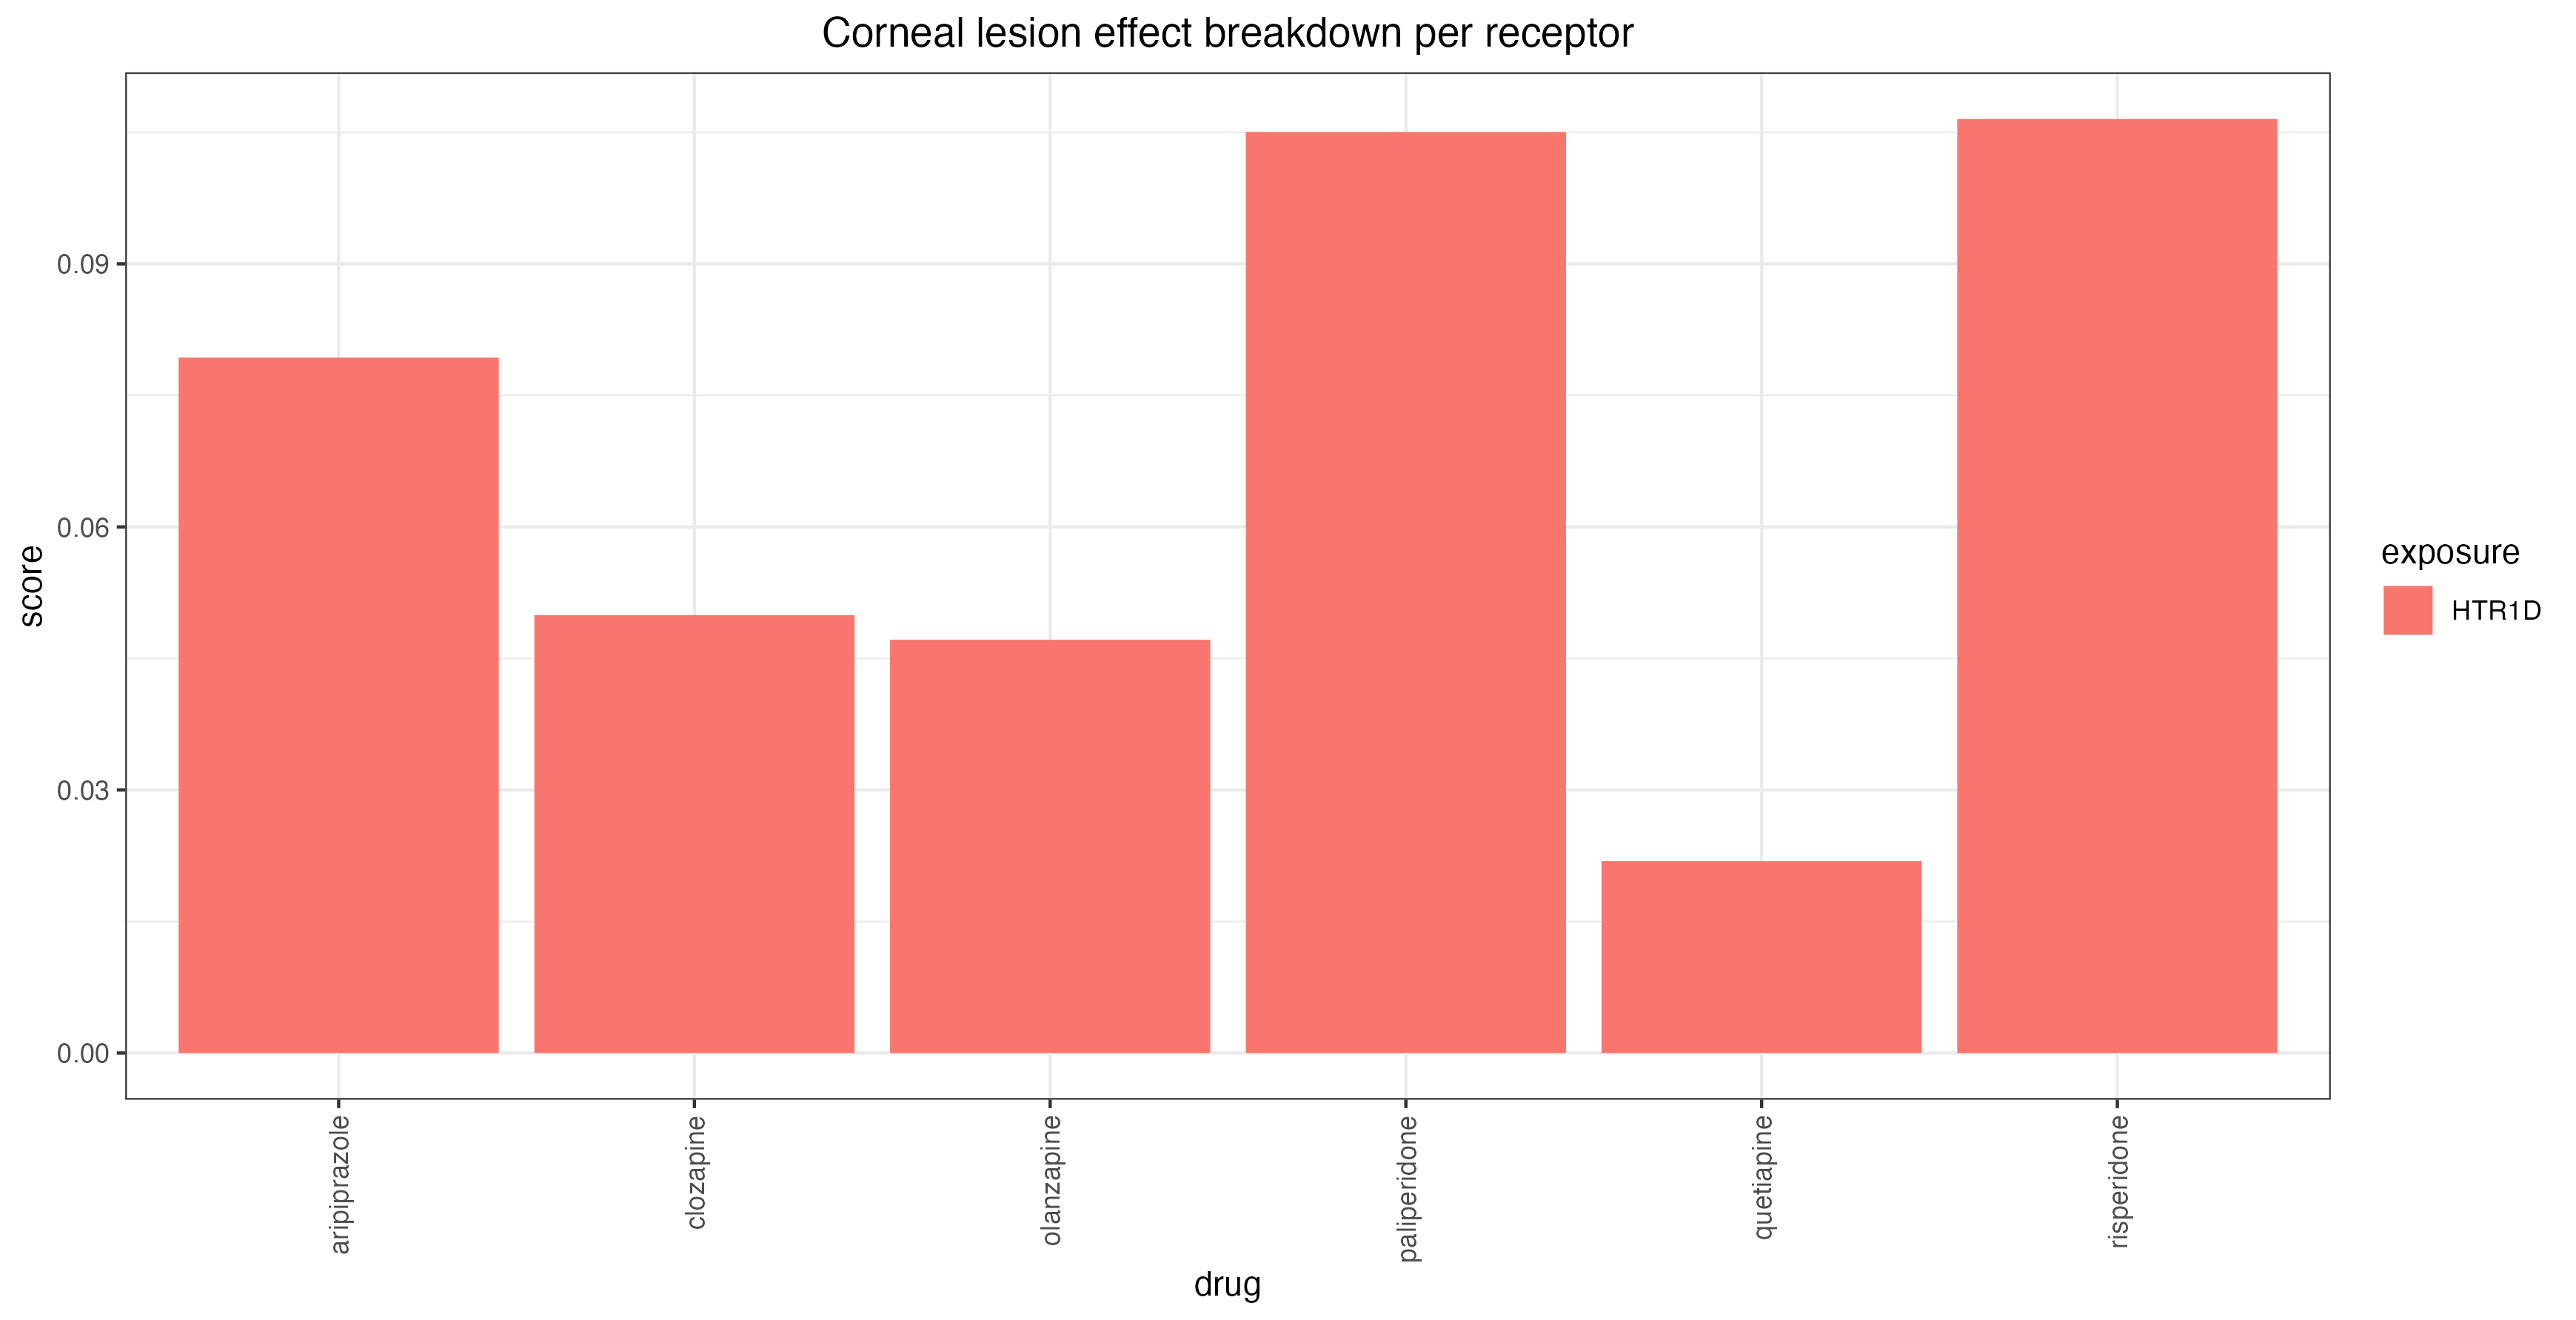 Corneal lesion effect breakdown per receptor
score
0.09
0.06
0.03
0.00
aripiprazole
clozapine
olanzapine
paliperidone
quetiapine
risperidone
drug
exposure
HTR1D